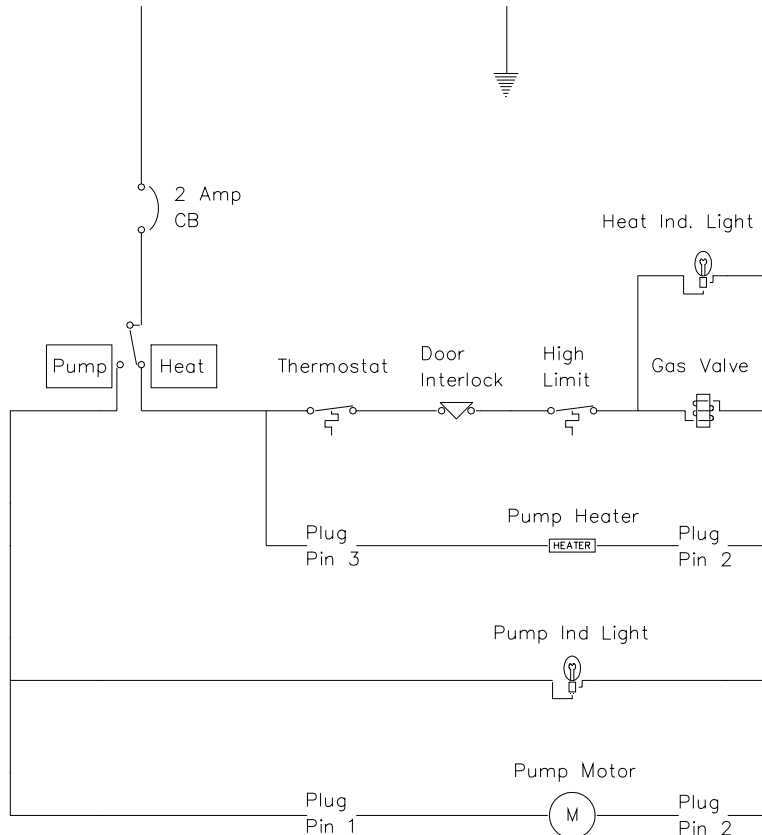 2 Amp
CB
Heat Ind. Light
Pump
Heat
Thermostat
Door
Interlock
High
Limit
Gas Valve
Plug
Pin 3
Pump Heater
HEATER
Plug
Pin 2
Pump Ind Light
Pump Motor
Plug
Pin 1
M
Plug
Pin 2